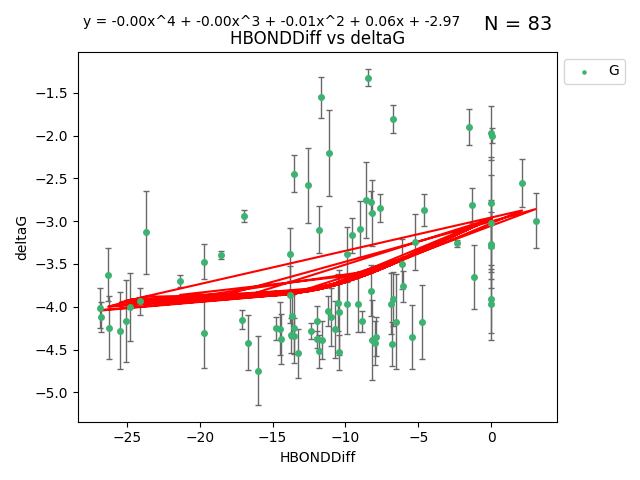 y = -0.00x^4 + -0.00x^3 + -0.01x^2 + 0.06x + -2.97
N = 83
HBONDDiff vs deltaG
G
deltaG
−1.5
−2.0
−2.5
−3.0
−3.5
−4.0
−4.5
−5.0
−25
−20
−15
−10
−5
0
HBONDDiff